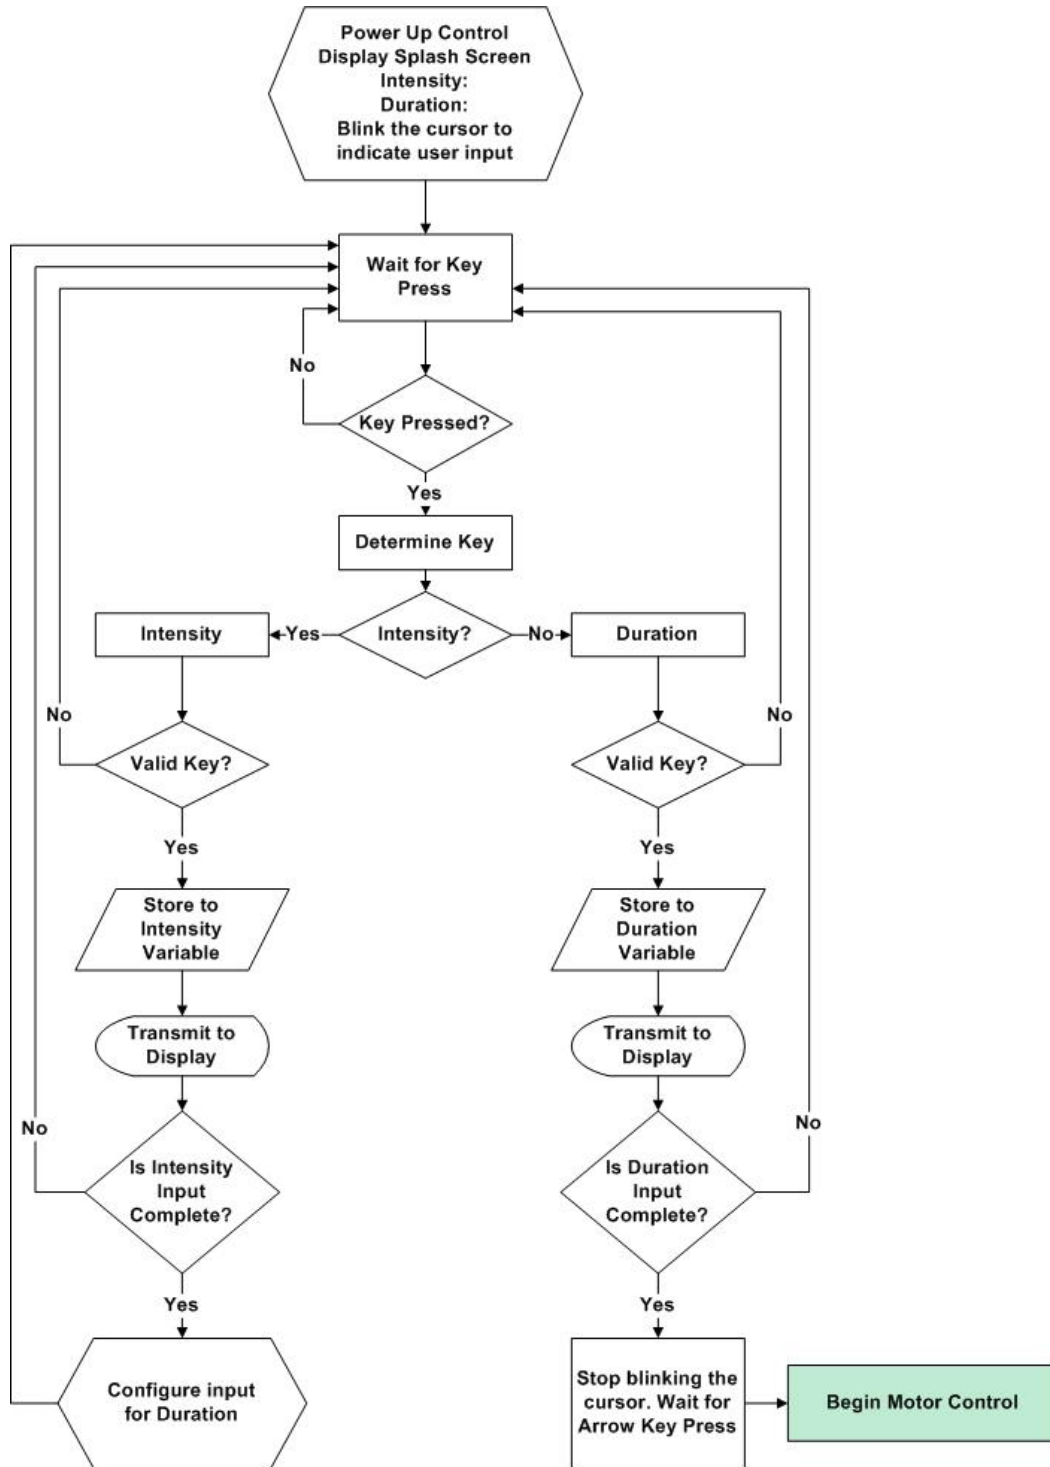 Power Up Control
Display Splash Screen
Intensity:
Duration:
Blink the cursor to
indicate user input
Wait for Key
Press
No
Key Pressed?
Yes
Determine Key
Intensity
Yes
Intensity?
No
Duration
No
Valid Key?
Valid Key?
No
Yes
Yes
Store to
Intensity
Variable
Store to
Duration
Variable
Transmit to
Display
Transmit to
Display
No
Is Intensity
Input
Complete?
Is Duration
Input
Complete?
No
Yes
Yes
Configure input
for Duration
Stop blinking the
cursor. Wait for
Arrow Key Press
Begin Motor Control